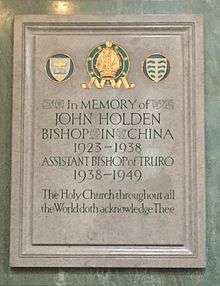 In MEMORY of
JOHN HOLDEN
BISHOP IN CHINA
1923-1938
ASSISTANT BISHOP of TRURO
1938-1949
The Holy Church throughout all
the World doth acknowledge Thee